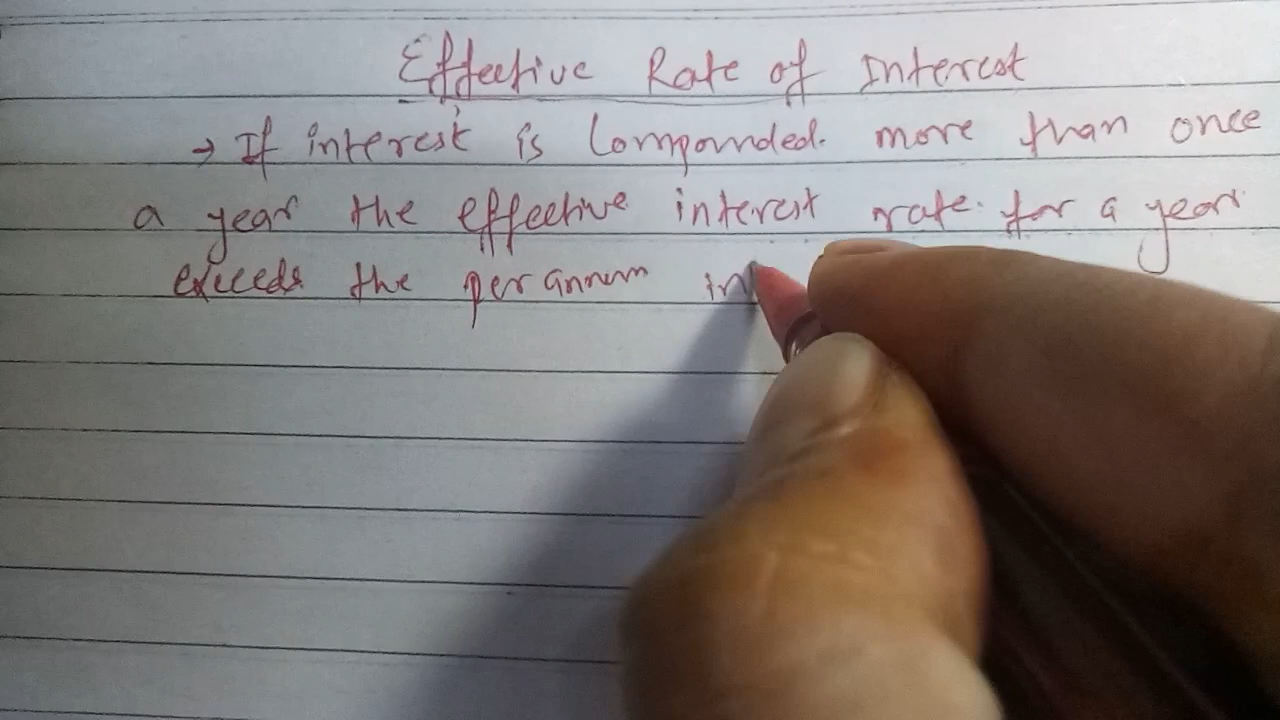 Effective Rate of Interest
→ If interest is Compounded. more than once
a year the effective interest rate. for a year
exceeds the per annum in